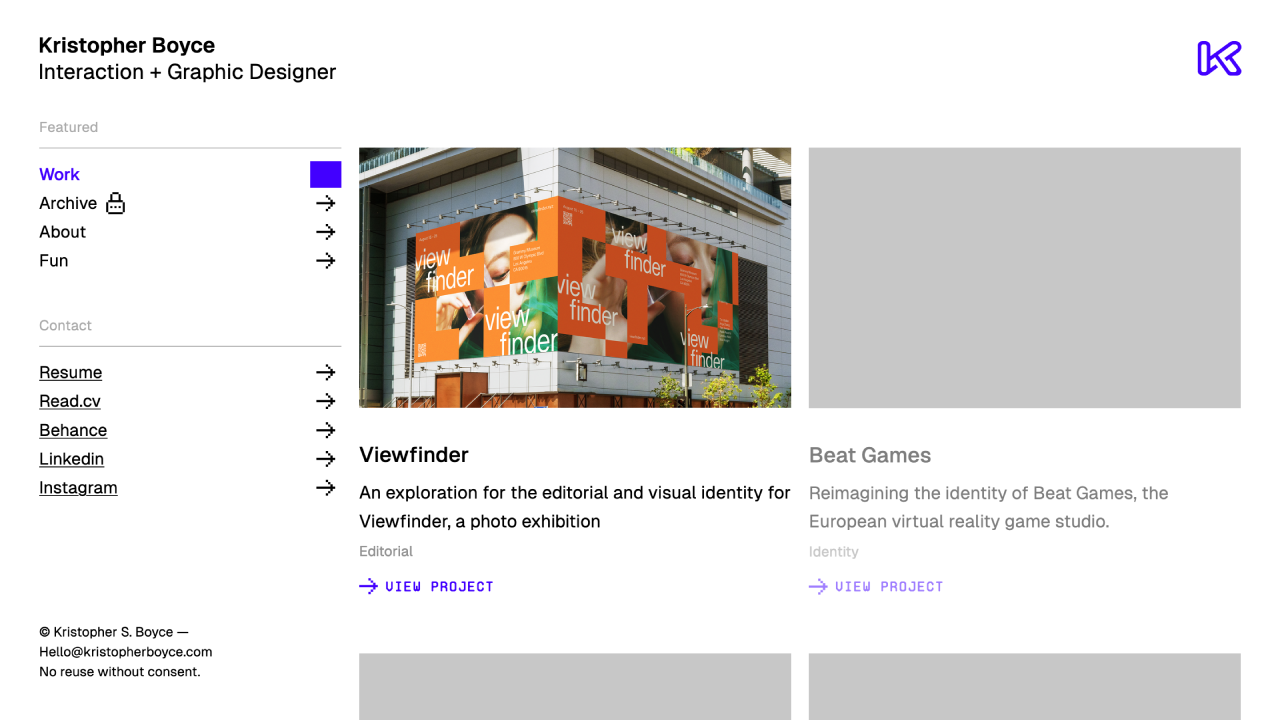 Kristopher Boyce
Interaction + Graphic Designer
Featured
Work
Archive
About
Fun
Contact
Resume
Read.cv
Behance
Linkedin
Instagram
© Kristopher S. Boyce —
Hello@kristopherboyce.com
No reuse without consent.
view
finder
view
finder
view
finder
view
finder
view
finder
Viewfinder
An exploration for the editorial and visual identity for
Viewfinder, a photo exhibition
Editorial
VIEW PROJECT
Beat Games
Reimagining the identity of Beat Games, the
European virtual reality game studio.
Identity
VIEW PROJECT